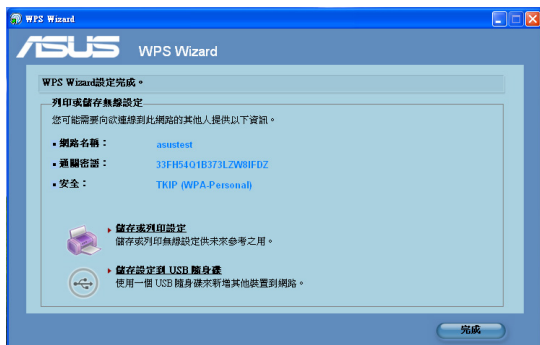 WPS Wizard
ASUS WPS Wizard
WPS Wizard設定完成。
列印或儲存無線設定
您可能需要向欲連線到此網路的其他人提供以下資訊。
▪ 網路名稱： asustest
▪ 通關密語： 33FH54Q1B373LZW8IFDZ
▪ 安全： TKIP (WPA-Personal)
儲存或列印設定
儲存或列印無線設定供未來參考之用。
儲存設定到 USB 隨身碟
使用一個 USB 隨身碟來新增其他裝置到網路。
完成